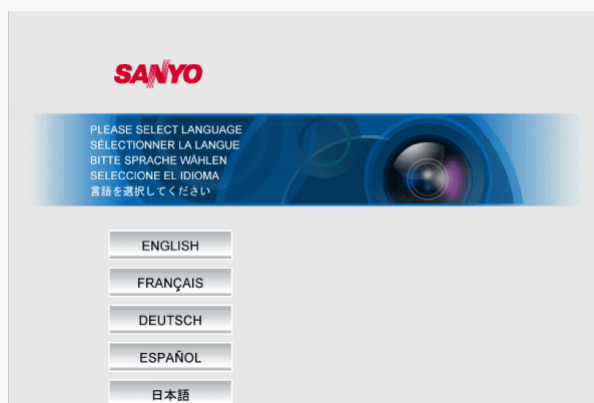 SANYO
PLEASE SELECT LANGUAGE
SÉLECTIONNER LA LANGUE
BITTE SPRACHE WÄHLEN
SELECCIONE EL IDIOMA
言語を選択してください
ENGLISH
FRANÇAIS
DEUTSCH
ESPAÑOL
日本語